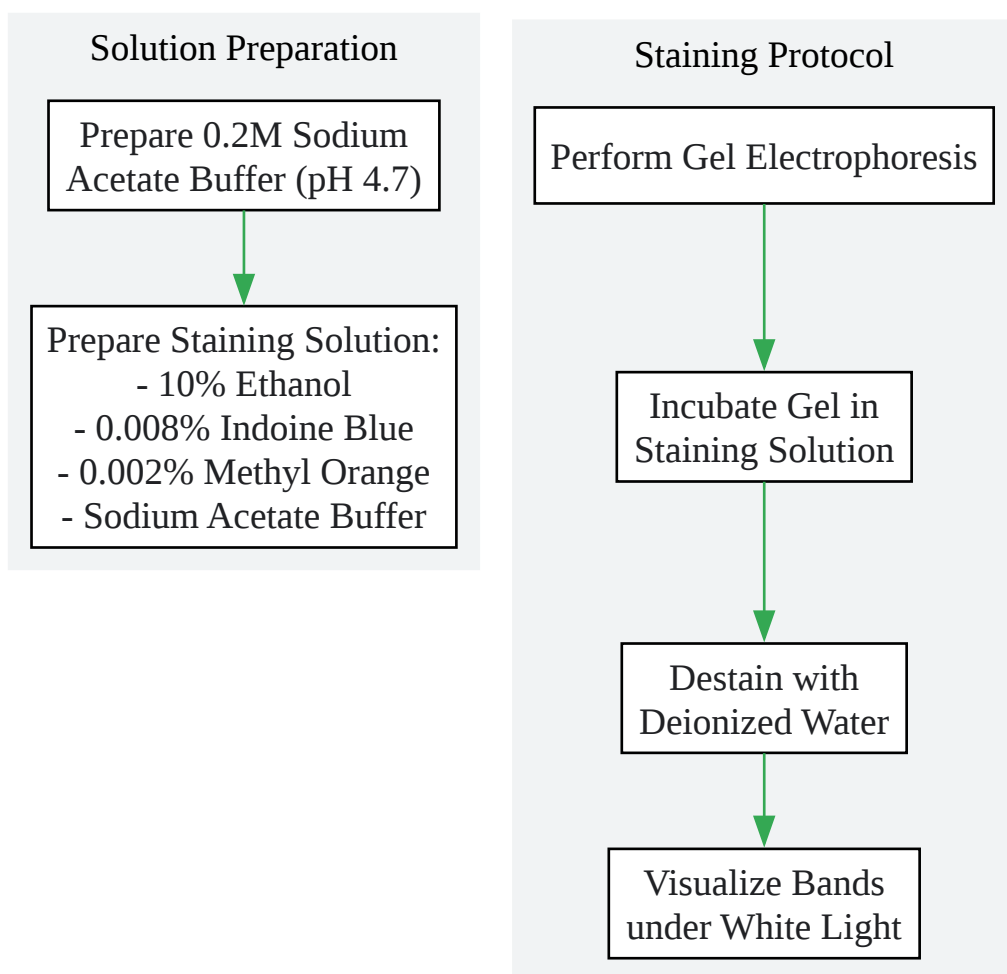 Solution Preparation
Prepare 0.2M Sodium
Acetate Buffer (pH 4.7)
Prepare Staining Solution:
- 10% Ethanol
- 0.008% Indoine Blue
- 0.002% Methyl Orange
- Sodium Acetate Buffer
Staining Protocol
Perform Gel Electrophoresis
Incubate Gel in
Staining Solution
Destain with
Deionized Water
Visualize Bands
under White Light